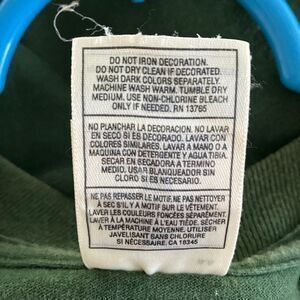 DO NOT IRON DECORATION.
DO NOT DRY CLEAN IF DECORATED.
WASH DARK COLORS SEPARATELY.
MACHINE WASH WARM. TUMBLE DRY
MEDIUM. USE NON-CHLORINE BLEACH
ONLY IF NEEDED. RN 13765
NO PLANCHAR LA DECORACION. NO LAVAR
EN SECO SI ES DECORADO. LAVAR CON
COLORES SIMILARES. LAVAR A MANO O A
MAQUINA CON DETERGENTE Y AGUA TIBIA.
SECAR EN SECADORA A TERMINO
MEDIO. USAR BLANQUEADOR SIN
CLORO SI ES NECESARIO.
NE PAS REPASSER LE MOTIF. NE PAS NETTOYER
À SEC S'IL Y A MOTIF SUR LE VÊTEMENT.
LAVER LES COULEURS FONCÉES SÉPARÉMENT.
LAVER À LA MACHINE À L'EAU TIÈDE. SÉCHER
À TEMPÉRATURE MOYENNE. UTILISER
JAVELISANT SANS CHLORURE
SI NÉCESSAIRE. CA 18345